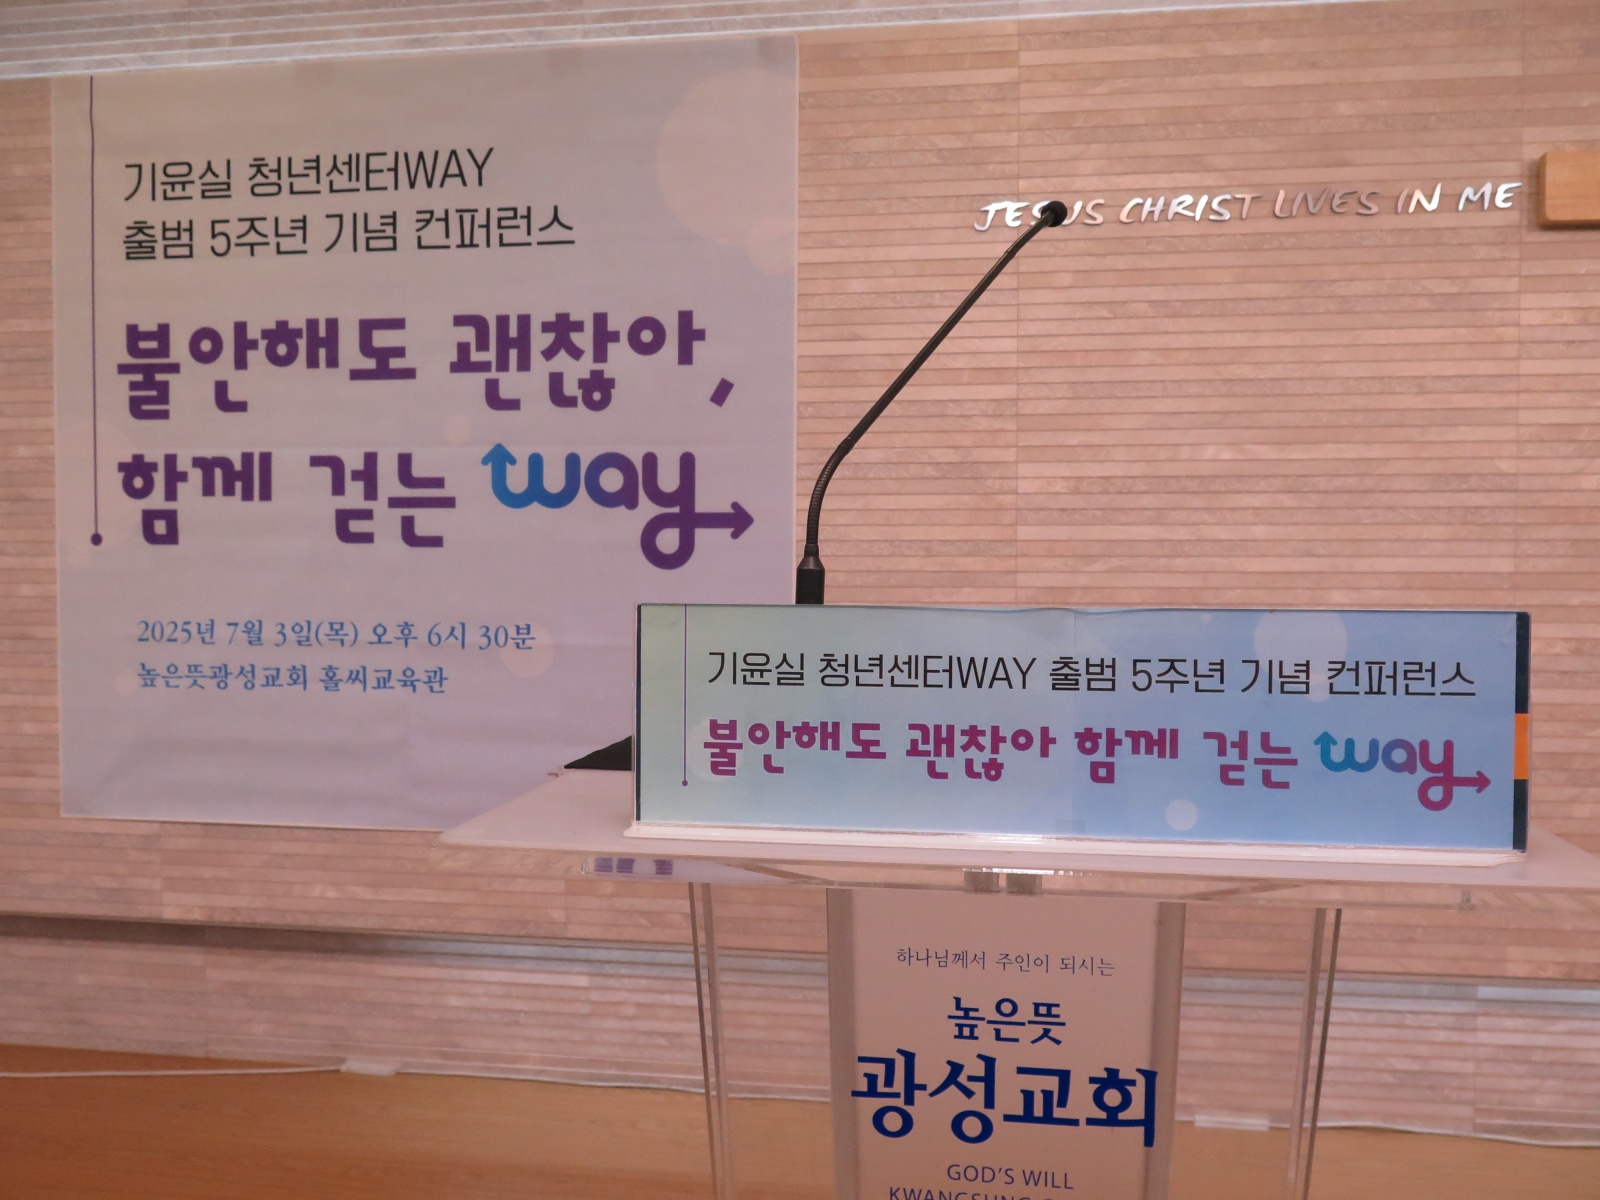 기윤실 청년센터WAY
출범 5주년 기념 컨퍼런스
불안해도 괜찮아,
함께 걷는 way
2025년 7월 3일(목) 오후 6시 30분
높은뜻광성교회 홀씨교육관
JESUS CHRIST LIVES IN ME
기윤실 청년센터WAY 출범 5주년 기념 컨퍼런스
불안해도 괜찮아 함께 걷는 way
하나님께서 주인이 되시는
높은뜻
광성교회
GOD'S WILL
KWANGSUNG